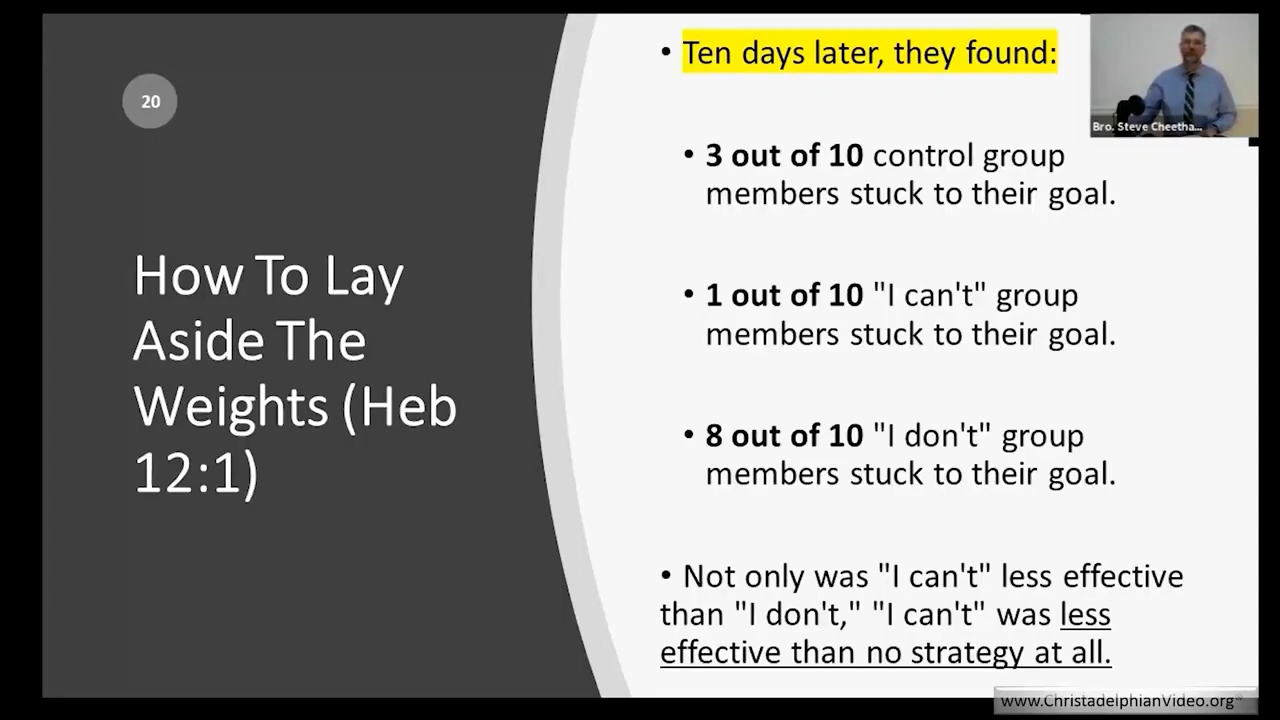 20
How To Lay
Aside The
Weights (Heb
12:1)
• Ten days later, they found:
• 3 out of 10 control group
members stuck to their goal.
• 1 out of 10 "I can't" group
members stuck to their goal.
• 8 out of 10 "I don't" group
members stuck to their goal.
• Not only was "I can't" less effective
than "I don't," "I can't" was less
effective than no strategy at all.
Bro. Steve Cheetha...
www.ChristadelphianVideo.org